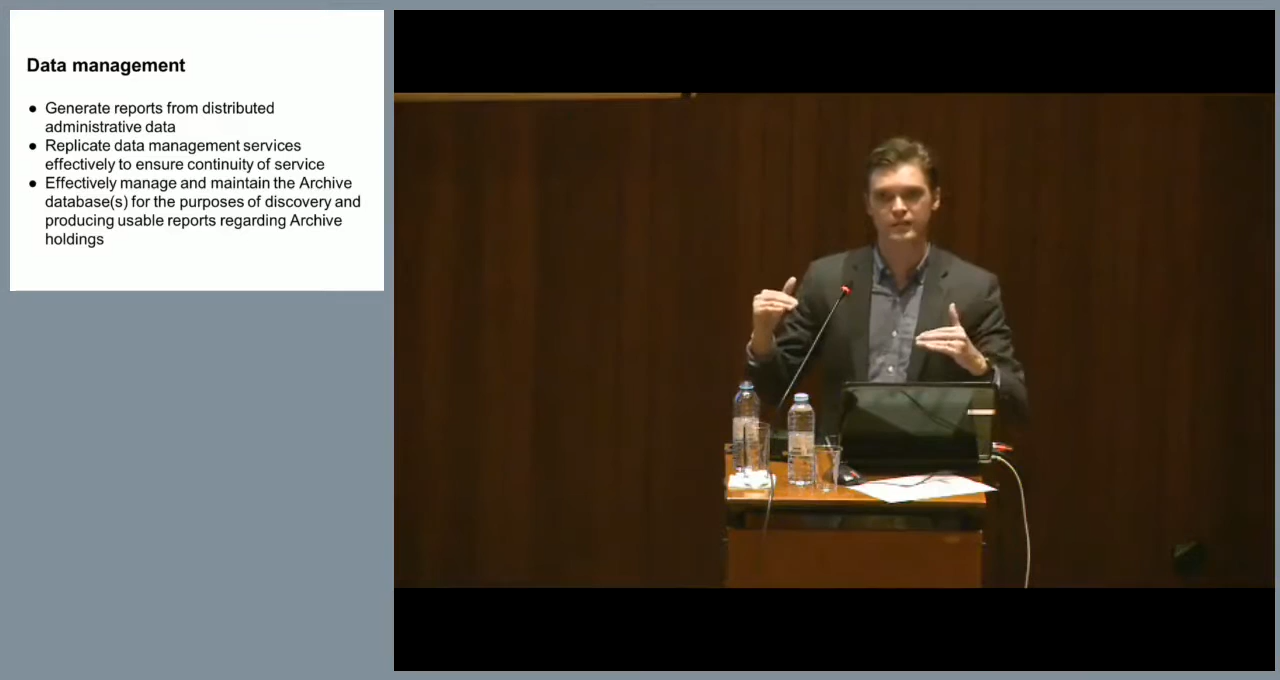 Data management
● Generate reports from distributed
administrative data
● Replicate data management services
effectively to ensure continuity of service
● Effectively manage and maintain the Archive
database(s) for the purposes of discovery and
producing usable reports regarding Archive
holdings